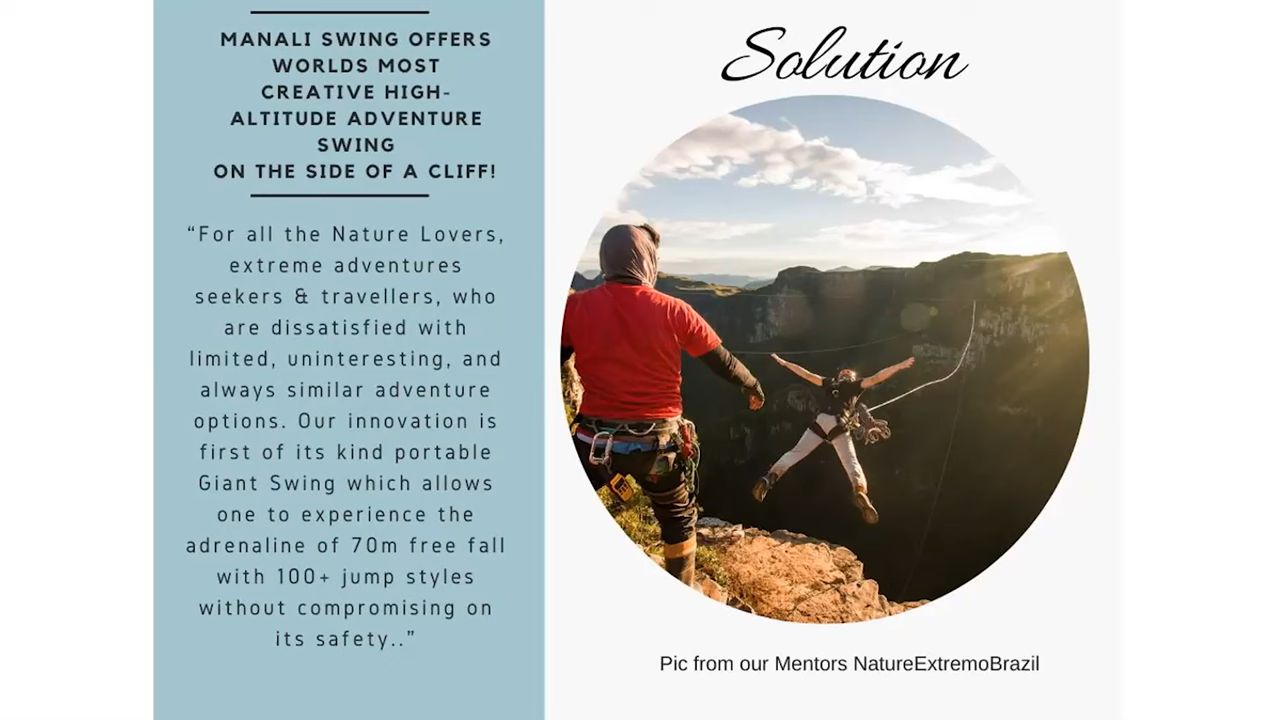 MANALI SWING OFFERS
WORLDS MOST
CREATIVE HIGH-
ALTITUDE ADVENTURE
SWING
ON THE SIDE OF A CLIFF!
“For all the Nature Lovers,
extreme adventures
seekers & travellers, who
are dissatisfied with
limited, uninteresting, and
always similar adventure
options. Our innovation is
first of its kind portable
Giant Swing which allows
one to experience the
adrenaline of 70m free fall
with 100+ jump styles
without compromising on
its safety..”
Solution
Pic from our Mentors NatureExtremoBrazil